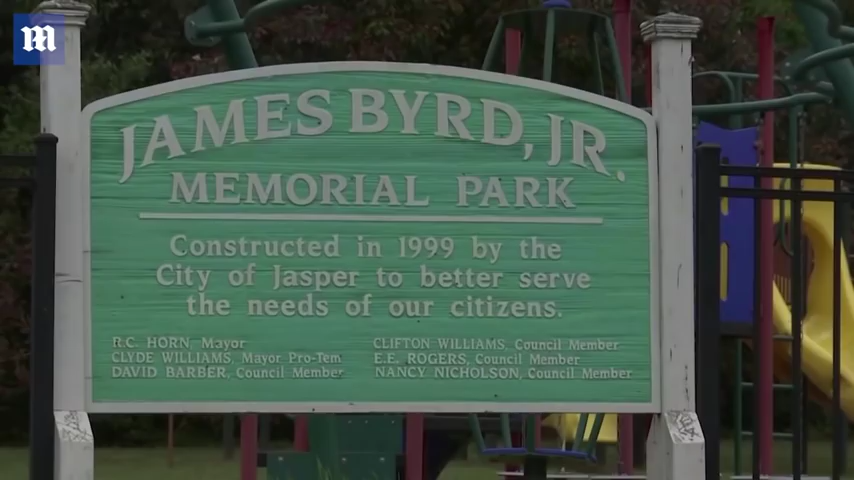 m
JAMES BYRD, JR.
MEMORIAL PARK
Constructed in 1999 by the
City of Jasper to better serve
the needs of our citizens.
R.C. HORN, Mayor
CLYDE WILLIAMS, Mayor Pro-Tem
DAVID BARBER, Council Member
CLIFTON WILLIAMS, Council Member
E.E. ROGERS, Council Member
NANCY NICHOLSON, Council Member